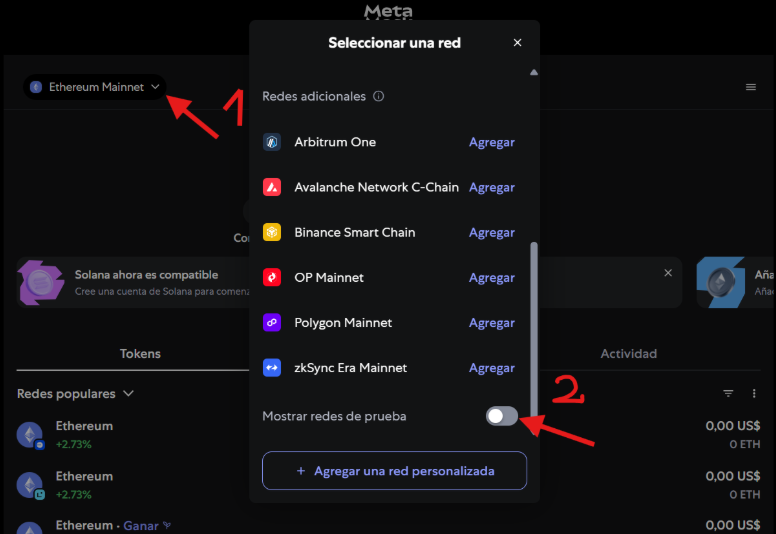 Meta
Seleccionar una red
Ethereum Mainnet
1
Redes adicionales
Arbitrum One Agregar
Avalanche Network C-Chain Agregar
Binance Smart Chain Agregar
Co
Solana ahora es compatible
Cree una cuenta de Solana para comenz
Aña
Añad
OP Mainnet Agregar
Polygon Mainnet Agregar
Tokens
Actividad
zkSync Era Mainnet Agregar
Redes populares
Mostrar redes de prueba
2
Ethereum
+2.73%
0,00 US$
0 ETH
+ Agregar una red personalizada
Ethereum
+2.73%
0,00 US$
0 ETH
Ethereum · Ganar
0,00 US$